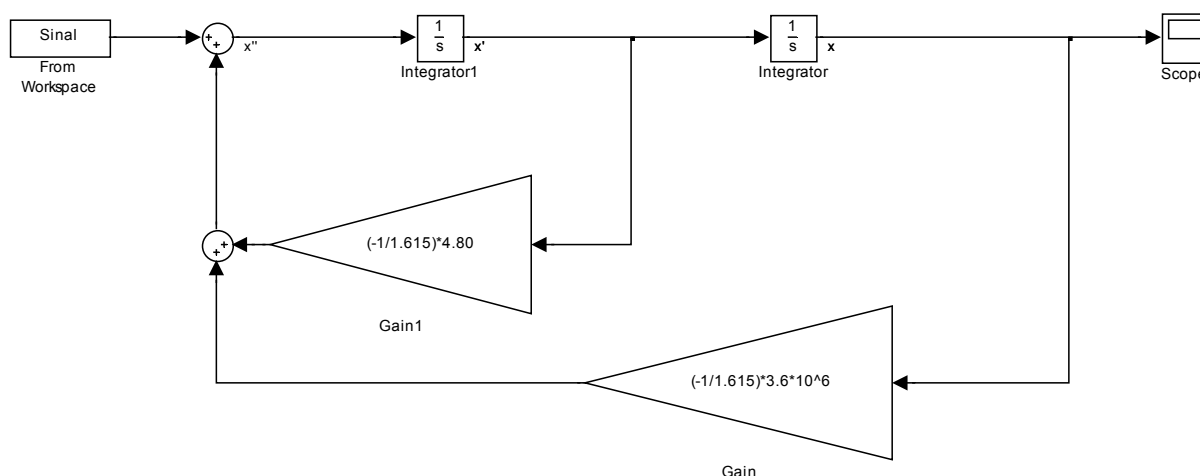 Sinal
From
Workspace
+
+
x''
1
s
Integrator1
x'
1
s
Integrator
x
Scope
(-1/1.615)*4.80
Gain1
+
+
(-1/1.615)*3.6*10^6
Gain